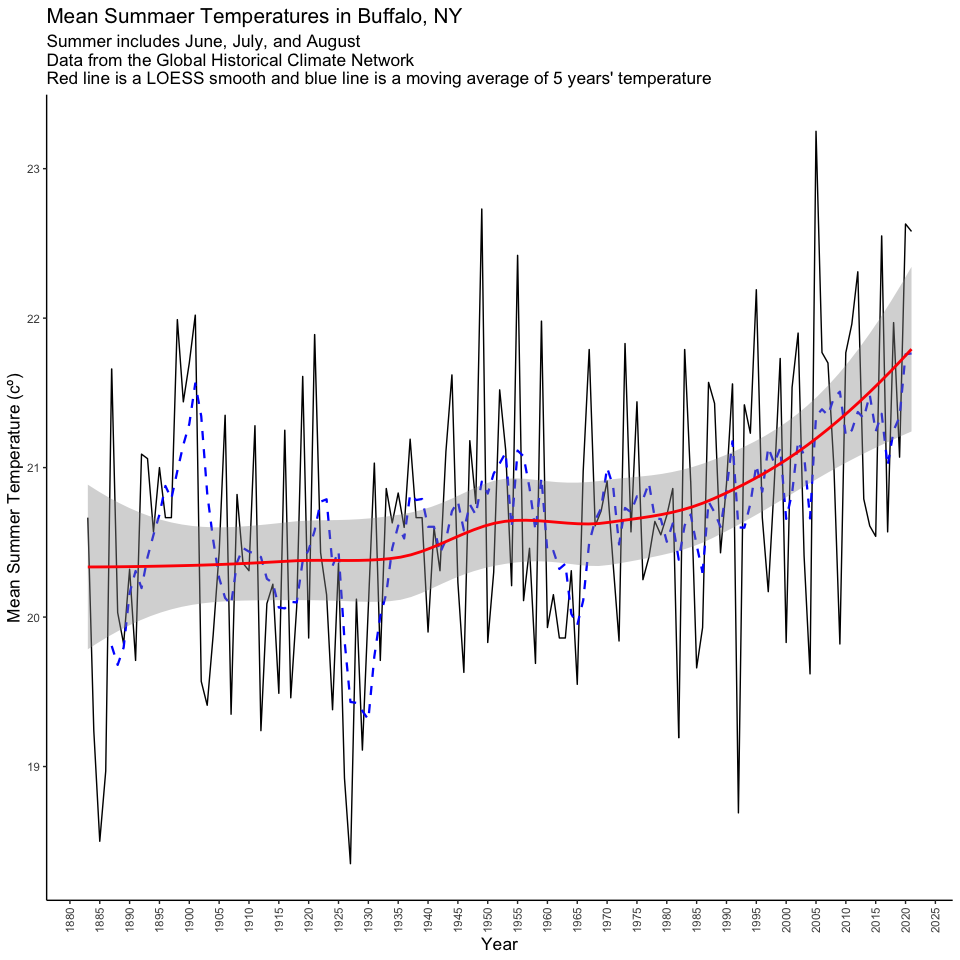 Mean Summaer Temperatures in Buffalo, NY
Summer includes June, July, and August
Data from the Global Historical Climate Network
Red line is a LOESS smooth and blue line is a moving average of 5 years' temperature
Mean Summer Temperature (cº)
23
22
21
20
19
1880 1885 1890 1895 1900 1905 1910 1915 1920 1925 1930 1935 1940 1945 1950 1955 1960 1965 1970 1975 1980 1985 1990 1995 2000 2005 2010 2015 2020 2025
Year